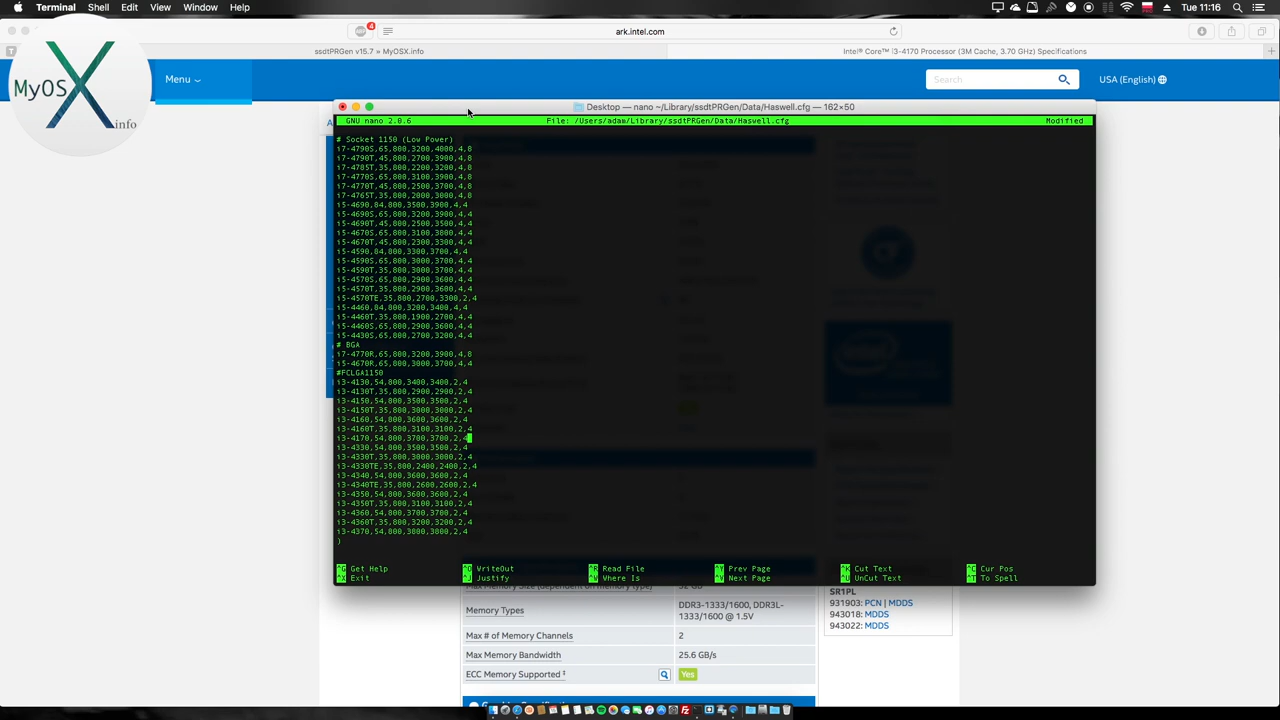 Terminal Shell Edit View Window Help
Tuesday 11:16
4
ark.intel.com
ssdtPRGen v15.7 » MyOSX.info
Intel® Core™ i3-4170 Processor (3M Cache, 3.70 GHz) Specifications
MyOSX.info
Menu
Search
USA (English)
Desktop — nano ~/Library/ssdtPRGen/Data/Haswell.cfg — 162×50
GNU nano 2.0.6
File: /Users/adam/Library/ssdtPRGen/Data/Haswell.cfg
Modified
# Socket 1150 (Low Power)
i7-4790S,65,800,3200,4000,4,8
i7-4790T,45,800,2700,3900,4,8
i7-4785T,35,800,2200,3200,4,8
i7-4770S,65,800,3100,3900,4,8
i7-4770T,45,800,2500,3700,4,8
i7-4765T,35,800,2000,3000,4,8
i5-4690,84,800,3500,3900,4,4
i5-4690S,65,800,3200,3900,4,4
i5-4690T,45,800,2500,3500,4,4
i5-4670S,65,800,3100,3800,4,4
i5-4670T,45,800,2300,3300,4,4
i5-4590,84,800,3300,3700,4,4
i5-4590S,65,800,3000,3700,4,4
i5-4590T,35,800,3000,3700,4,4
i5-4570S,65,800,2900,3600,4,4
i5-4570T,35,800,2900,3600,2,4
i5-4570TE,35,800,2700,3300,2,4
i5-4460,84,800,3200,3400,4,4
i5-4460T,35,800,1900,2700,4,4
i5-4460S,65,800,2900,3600,4,4
i5-4430S,65,800,2700,3200,4,4
# BGA
i7-4770R,65,800,3200,3900,4,8
i5-4670R,65,800,3000,3700,4,4
#FCLGA1150
i3-4130,54,800,3400,3400,2,4
i3-4130T,35,800,2900,2900,2,4
i3-4150,54,800,3500,3500,2,4
i3-4150T,35,800,3000,3000,2,4
i3-4160,54,800,3600,3600,2,4
i3-4160T,35,800,3100,3100,2,4
i3-4170,54,800,3700,3700,2,4
i3-4330,54,800,3500,3500,2,4
i3-4330T,35,800,3000,3000,2,4
i3-4330TE,35,800,2400,2400,2,4
i3-4340,54,800,3600,3600,2,4
i3-4340TE,35,800,2600,2600,2,4
i3-4350,54,800,3600,3600,2,4
i3-4350T,35,800,3100,3100,2,4
i3-4360,54,800,3700,3700,2,4
i3-4360T,35,800,3200,3200,2,4
i3-4370,54,800,3800,3800,2,4
)
^G Get Help ^O WriteOut ^R Read File ^Y Prev Page ^K Cut Text ^C Cur Pos
^X Exit ^J Justify ^W Where Is ^V Next Page ^U UnCut Text ^T To Spell
Max Memory Size (dependent on memory type) 32 GB
Memory Types
DDR3-1333/1600, DDR3L-
1333/1600 @ 1.5V
Max # of Memory Channels 2
Max Memory Bandwidth 25.6 GB/s
ECC Memory Supported ‡ Yes
SR1PL
931903: PCN | MDDS
943018: MDDS
943022: MDDS